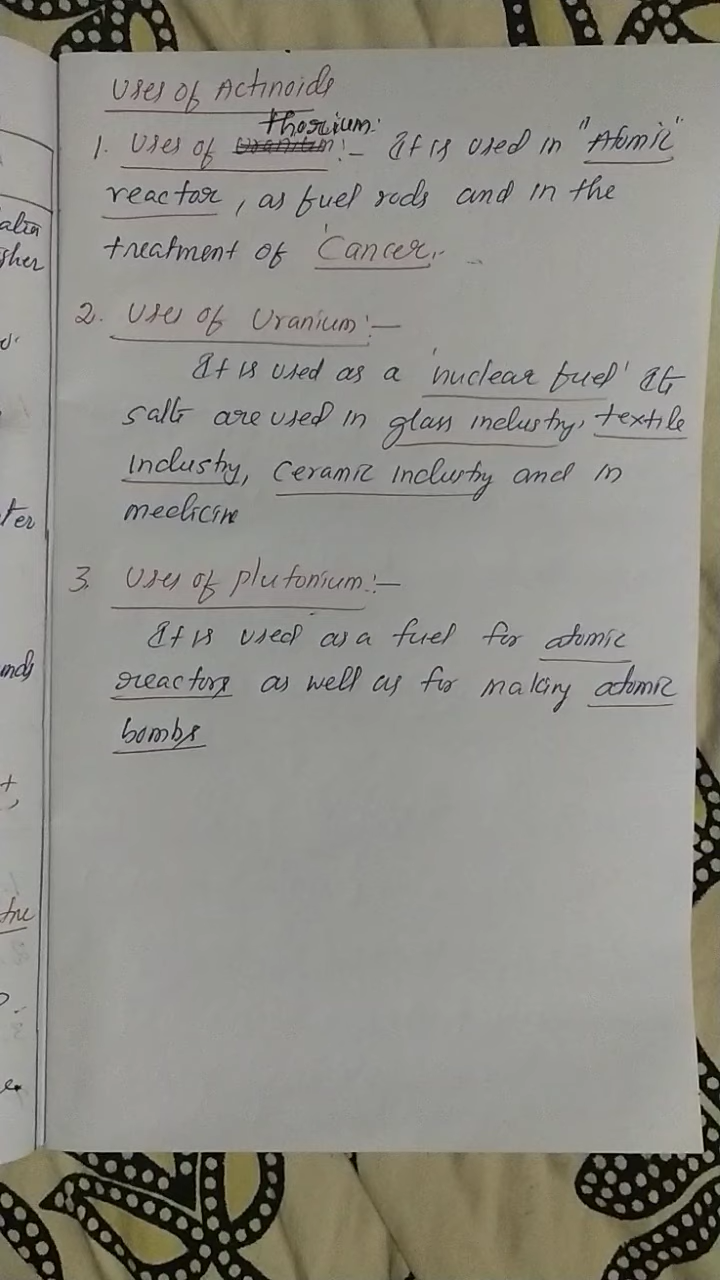 Uses of Actinoids
Thorium:
1. Uses of Uranium :- It is used in "Atomic"
reactor, as fuel rods and in the
treatment of 'Cancer.
2. Uses of Uranium :-
It is used as a 'nuclear fuel' Its
salts are used in glass industry, textile
industry, ceramic industry and in
medicine
3. Uses of plutonium :-
It is used as a fuel for atomic
reactors as well as for making atomic
bombs
ter
+
the